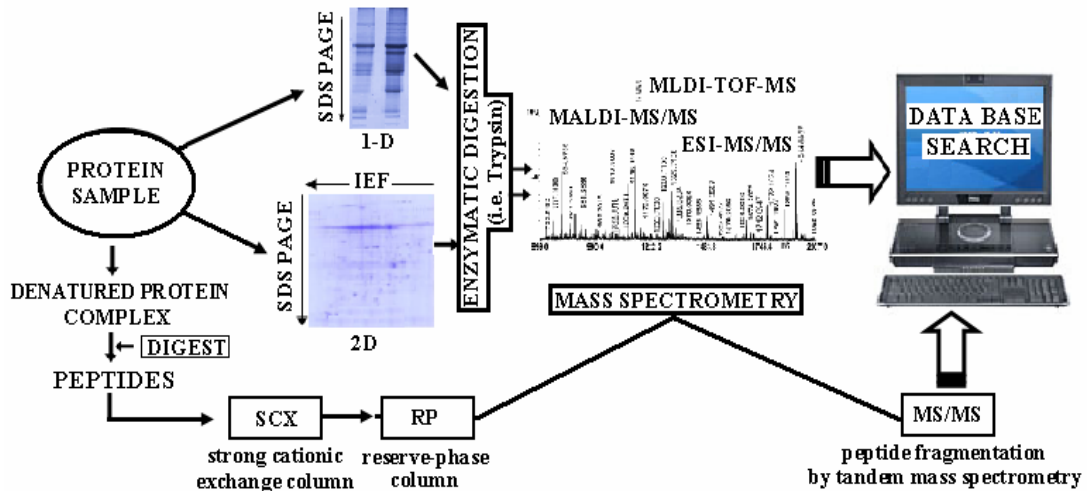 SDS PAGE
1-D
PROTEIN
SAMPLE
IEF
SDS PAGE
2D
ENZYMATIC DIGESTION
(i.e. Trypsin)
MLDI-TOF-MS
MALDI-MS/MS
ESI-MS/MS
DATA BASE
SEARCH
MASS SPECTROMETRY
DENATURED PROTEIN
COMPLEX
DIGEST
PEPTIDES
SCX
strong cationic
exchange column
RP
reserve-phase
column
MS/MS
peptide fragmentation
by tandem mass spectrometry